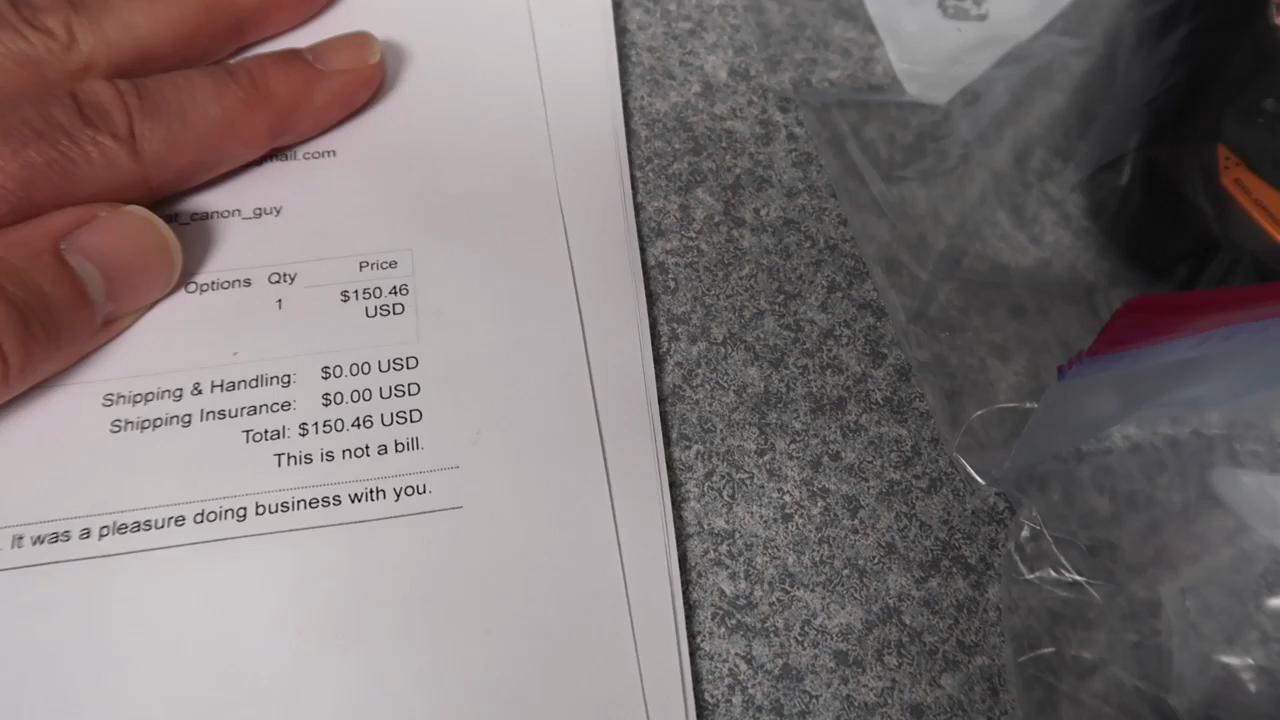 mail.com
at_canon_guy
Options Qty Price
1 $150.46
USD
Shipping & Handling: $0.00 USD
Shipping Insurance: $0.00 USD
Total: $150.46 USD
This is not a bill.
It was a pleasure doing business with you.